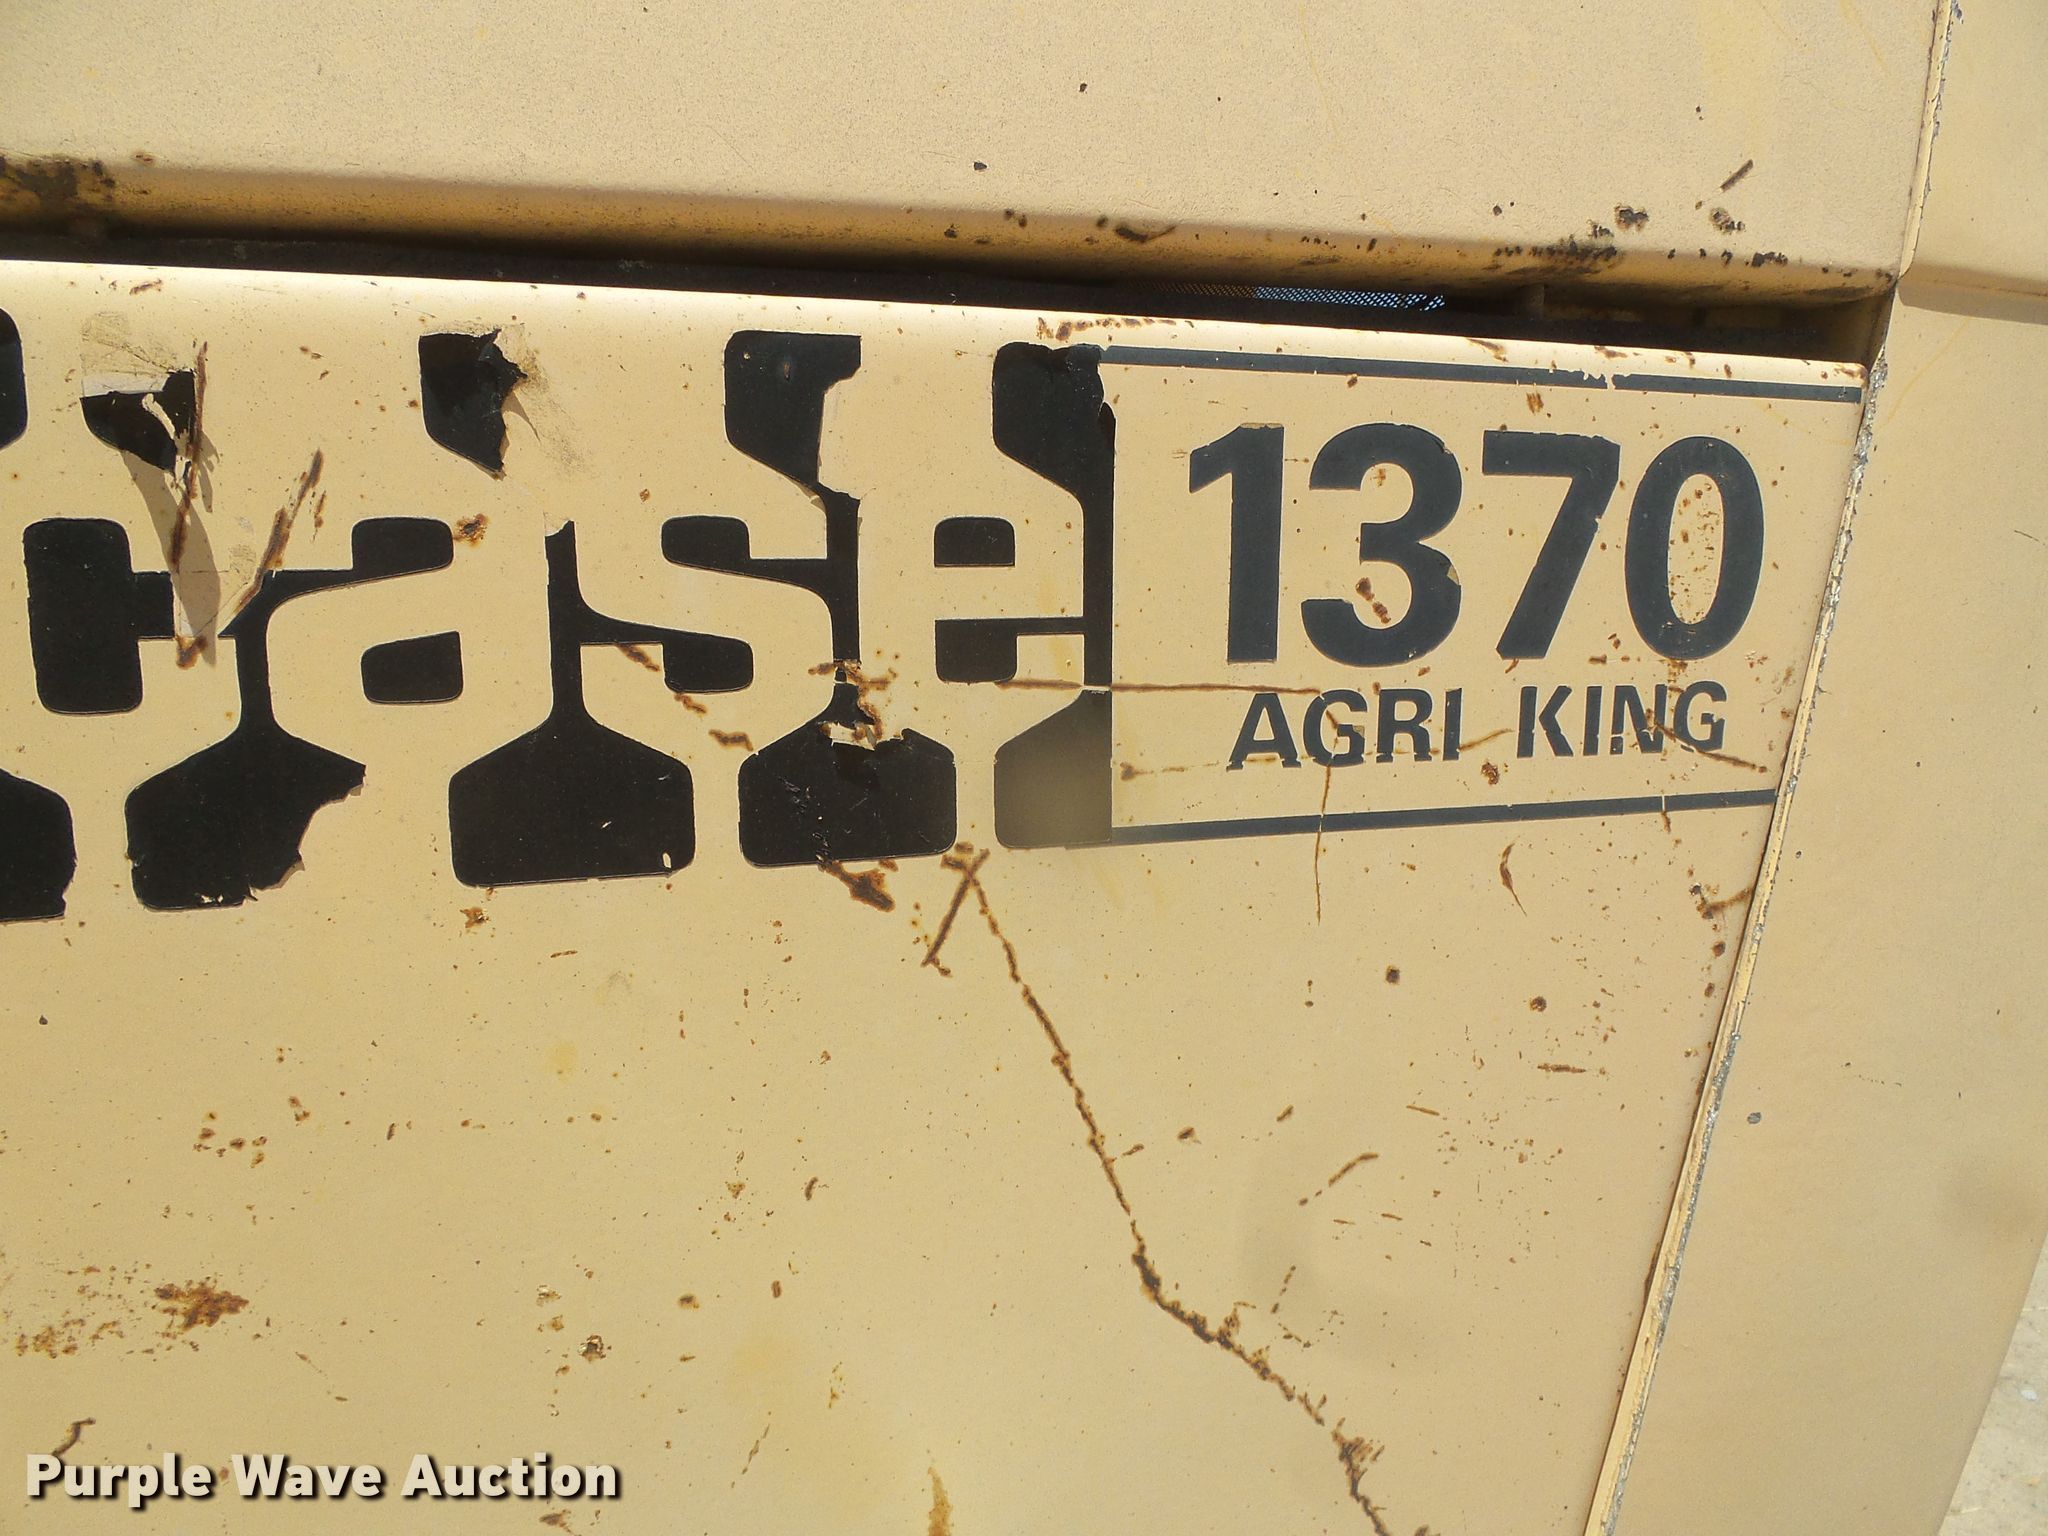 case
1370
AGRI KING
Purple Wave Auction